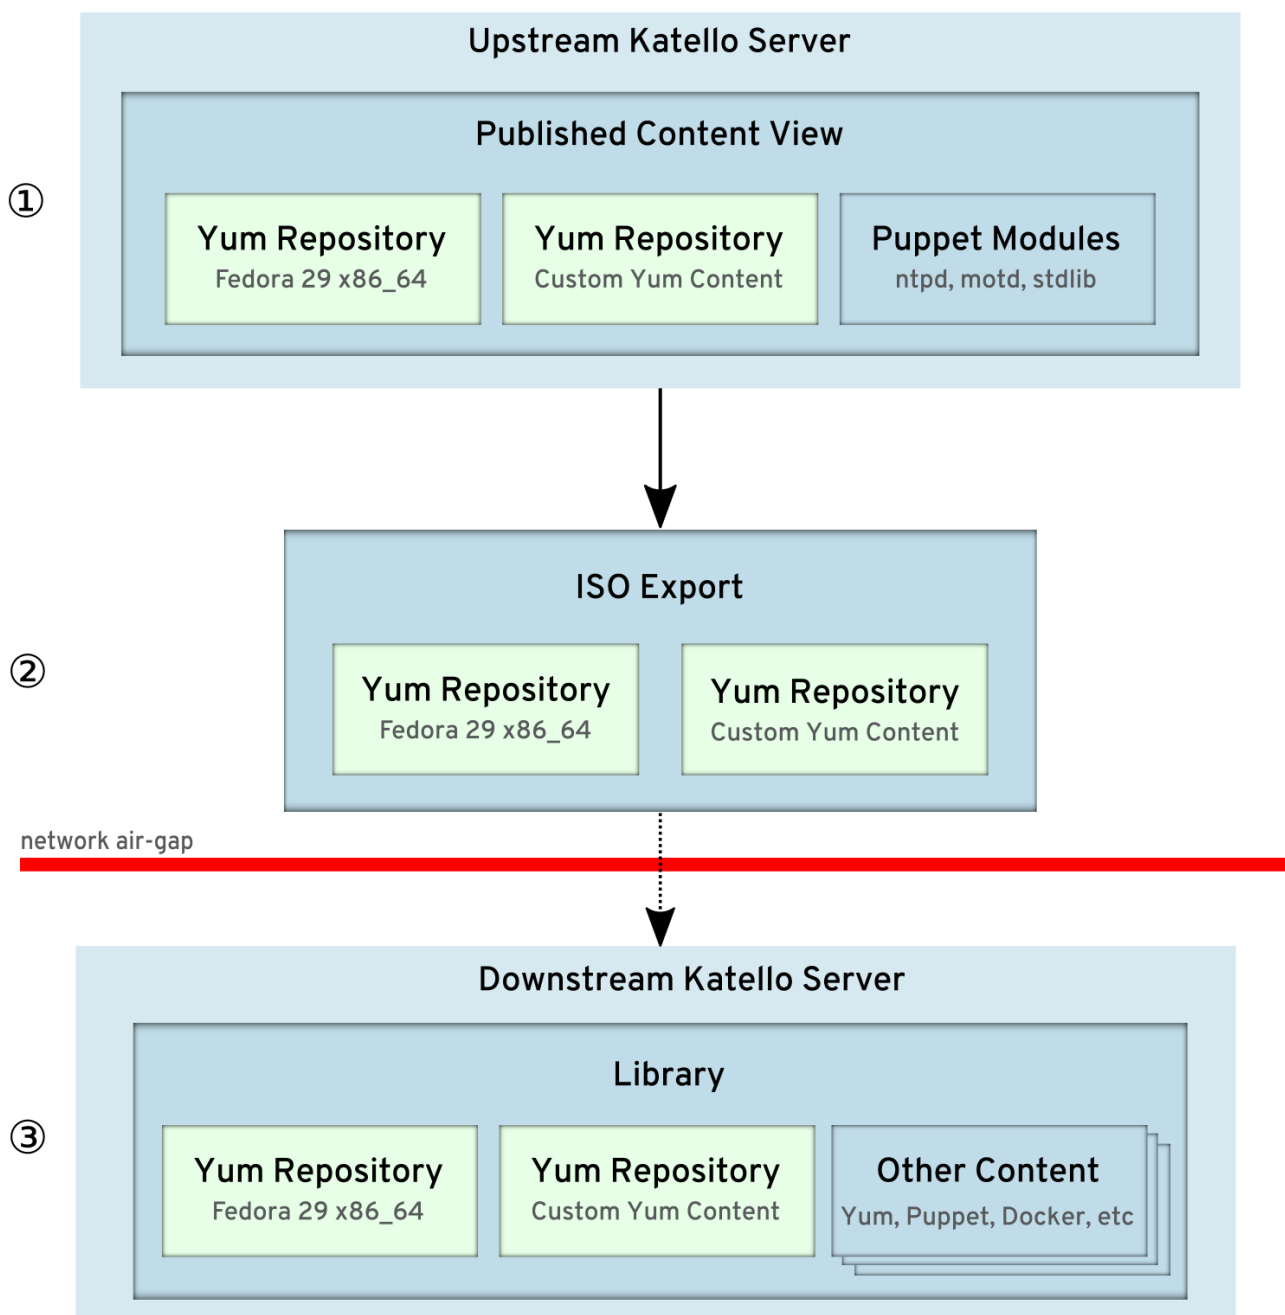 Upstream Katello Server
Published Content View
①
Yum Repository
Fedora 29 x86_64
Yum Repository
Custom Yum Content
Puppet Modules
ntpd, motd, stdlib
ISO Export
②
Yum Repository
Fedora 29 x86_64
Yum Repository
Custom Yum Content
network air-gap
Downstream Katello Server
Library
③
Yum Repository
Fedora 29 x86_64
Yum Repository
Custom Yum Content
Other Content
Yum, Puppet, Docker, etc